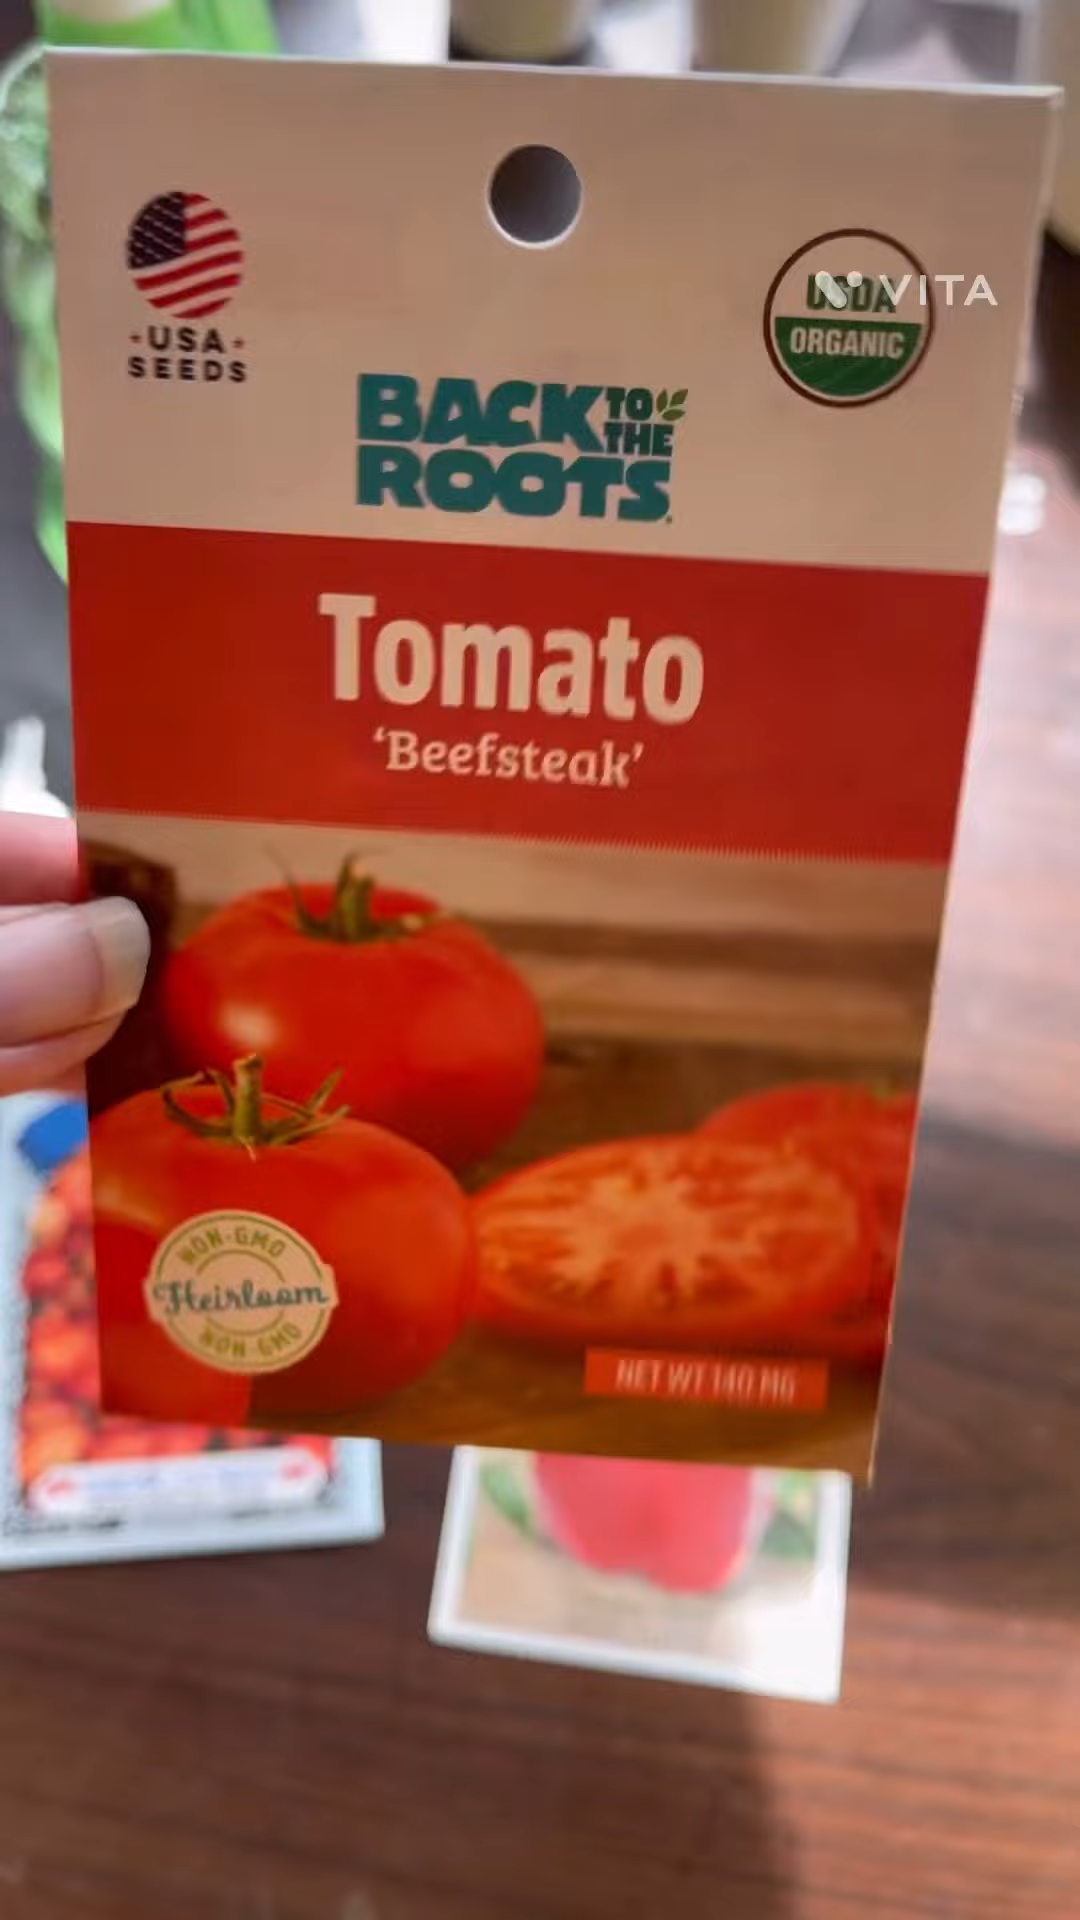 USA
SEEDS
USDA
ORGANIC
VITA
BACK TO THE
ROOTS
Tomato
‘Beefsteak’
NON-GMO
Heirloom
NON-GMO
NET WT 140 MG